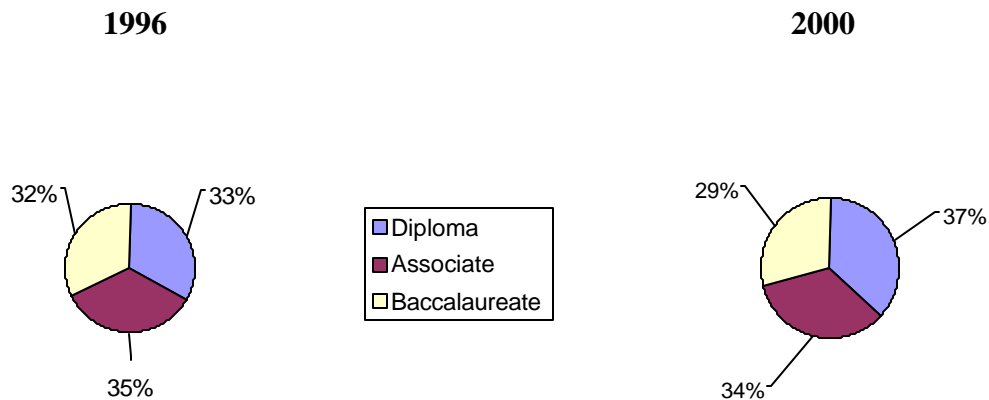 1996
2000
32%
33%
35%
Diploma
Associate
Baccalaureate
29%
37%
34%